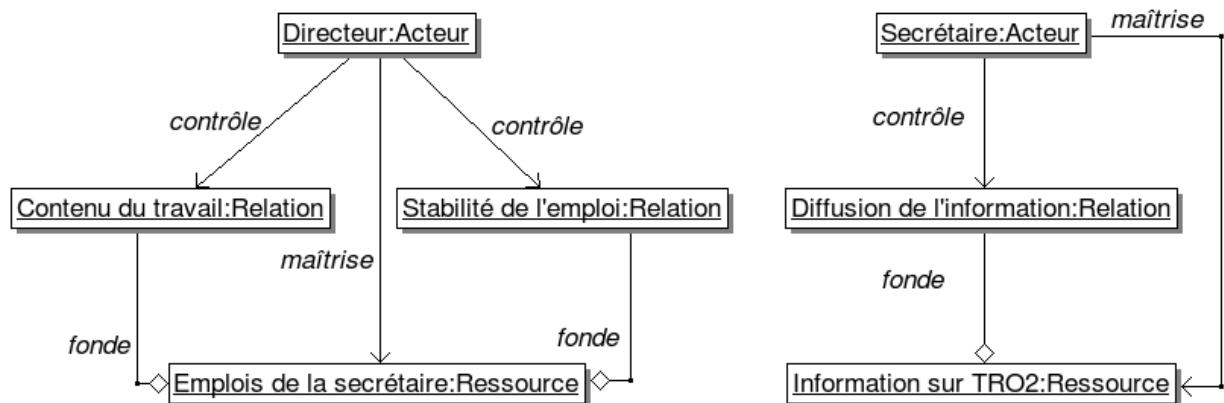 Directeur:Acteur
Secrétaire:Acteur
maîtrise
contrôle
contrôle
contrôle
Contenu du travail:Relation
Stabilité de l'emploi:Relation
Diffusion de l'information:Relation
maîtrise
fonde
fonde
fonde
Emplois de la secrétaire:Ressource
Information sur TRO2:Ressource